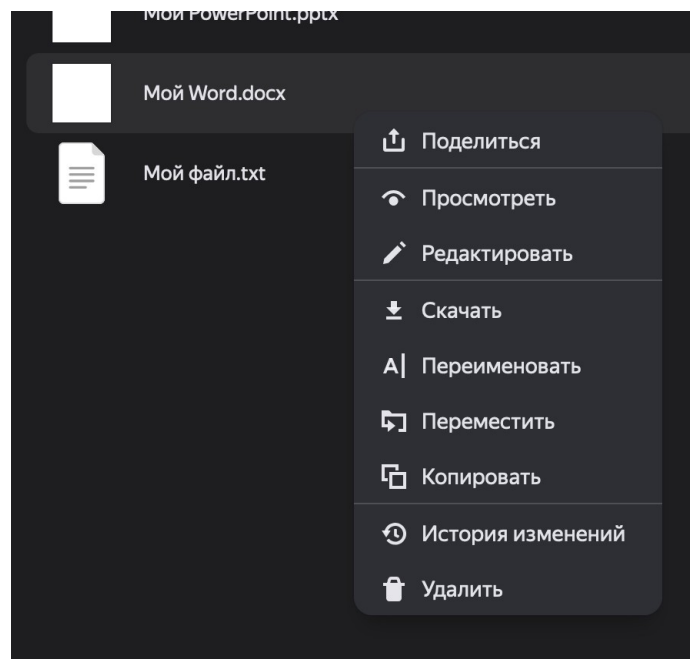 Мой PowerPoint.pptx
Мой Word.docx
Мой файл.txt
Поделиться
Просмотреть
Редактировать
Скачать
Переименовать
Переместить
Копировать
История изменений
Удалить